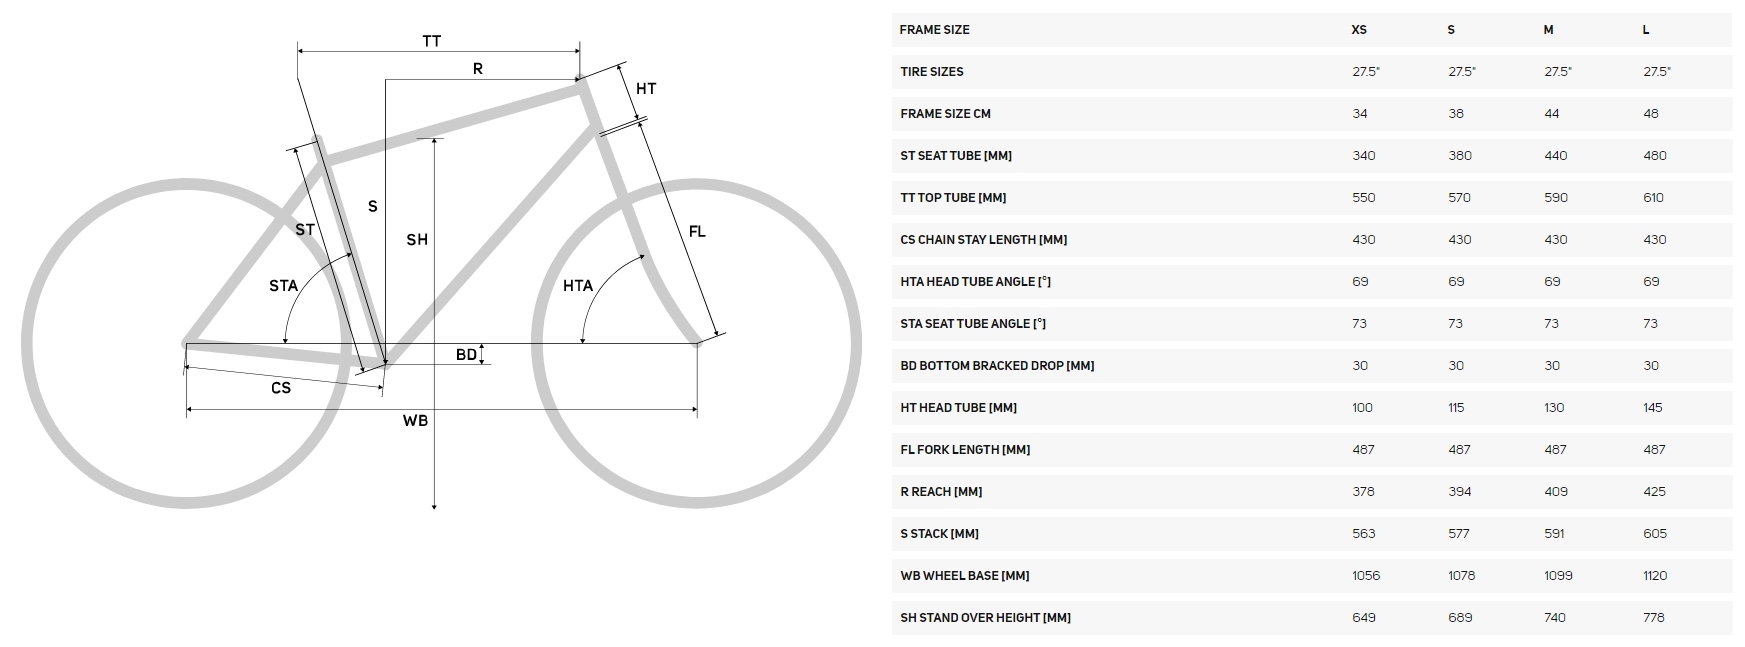 TT
R
HT
S
SH
ST
FL
STA
HTA
BD
CS
WB
FRAME SIZE XS S M L
TIRE SIZES 27.5" 27.5" 27.5" 27.5"
FRAME SIZE CM 34 38 44 48
ST SEAT TUBE [MM] 340 380 440 480
TT TOP TUBE [MM] 550 570 590 610
CS CHAIN STAY LENGTH [MM] 430 430 430 430
HTA HEAD TUBE ANGLE [°] 69 69 69 69
STA SEAT TUBE ANGLE [°] 73 73 73 73
BD BOTTOM BRACKED DROP [MM] 30 30 30 30
HT HEAD TUBE [MM] 100 115 130 145
FL FORK LENGTH [MM] 487 487 487 487
R REACH [MM] 378 394 409 425
S STACK [MM] 563 577 591 605
WB WHEEL BASE [MM] 1056 1078 1099 1120
SH STAND OVER HEIGHT [MM] 649 689 740 778